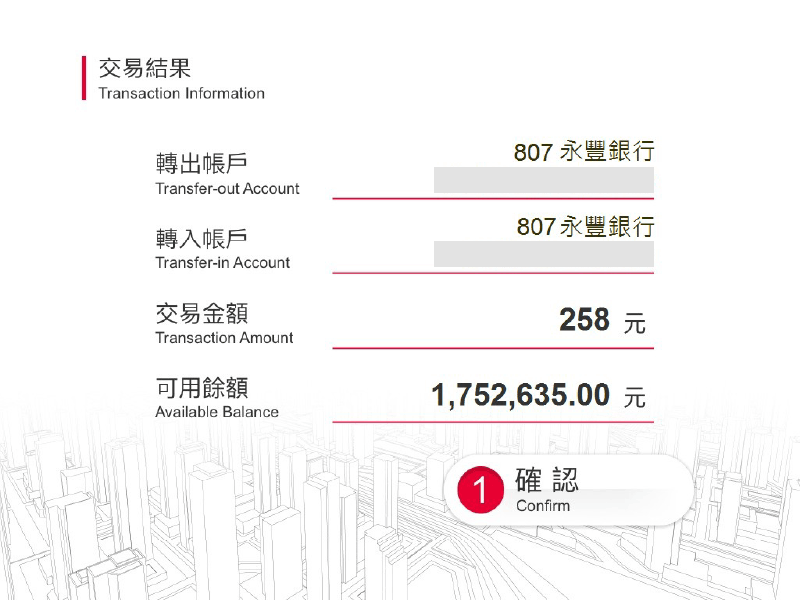 交易結果
Transaction Information
轉出帳戶
Transfer-out Account
807 永豐銀行
轉入帳戶
Transfer-in Account
807 永豐銀行
交易金額
Transaction Amount
258 元
可用餘額
Available Balance
1,752,635.00 元
1 確認
Confirm